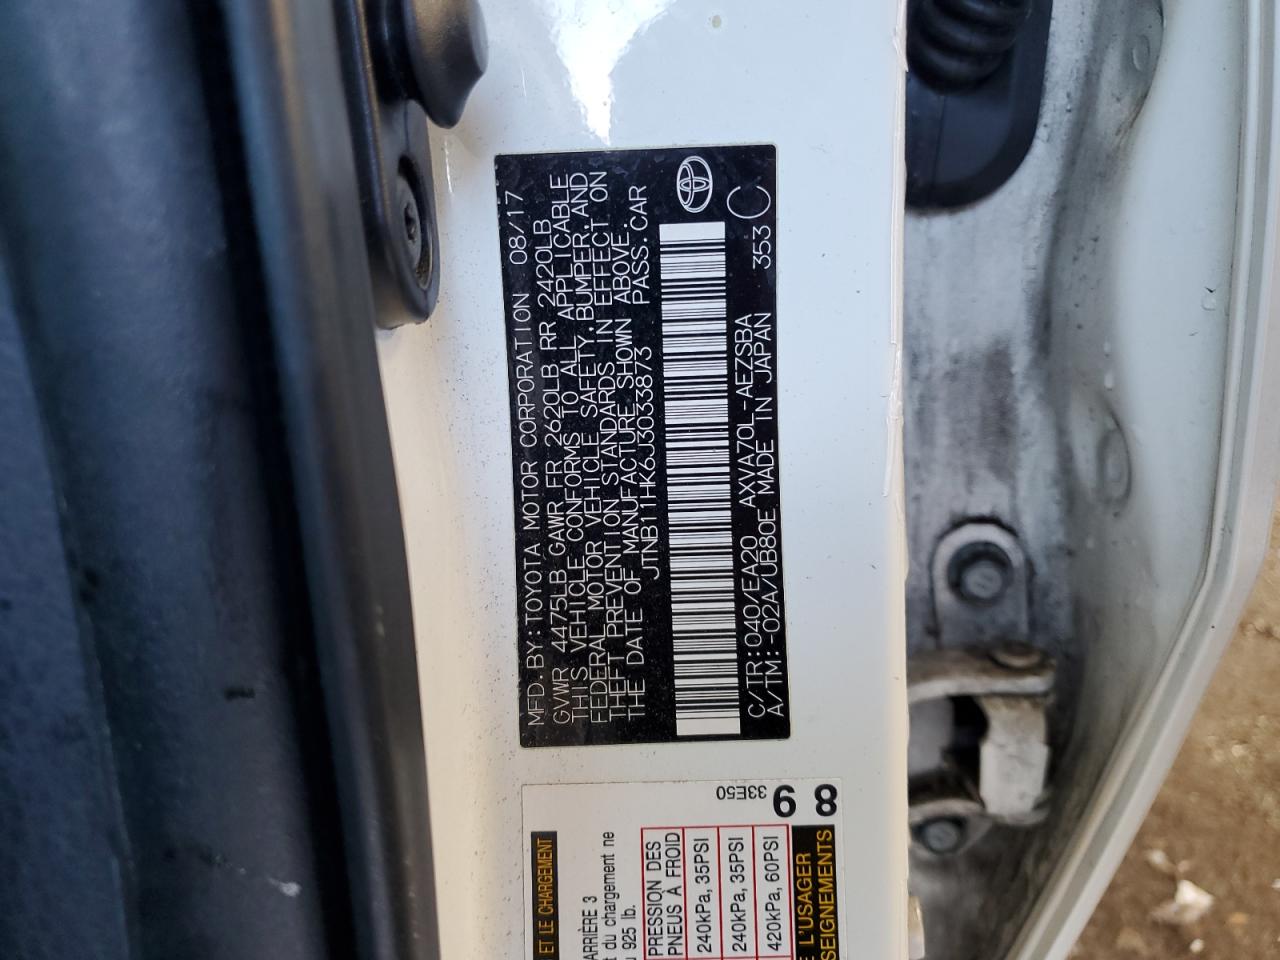 MFD. BY: TOYOTA MOTOR CORPORATION 08/17
GVWR 4475LB GAWR FR 2620LB RR 2420LB
THIS VEHICLE CONFORMS TO ALL APPLICABLE
FEDERAL MOTOR VEHICLE SAFETY, BUMPER, AND
THEFT PREVENTION STANDARDS IN EFFECT ON
THE DATE OF MANUFACTURE SHOWN ABOVE.
JTNB11HK6J3033873 PASS. CAR
C/TR: 040/EA20 AXVA70L-AEZSBA 353 C
A/TM: -02A/UB80E MADE IN JAPAN
ET LE CHARGEMENT
ARRIÈRE 3
t du chargement ne
u 925 lb.
PRESSION DES
PNEUS À FROID
240kPa, 35PSI
240kPa, 35PSI
420kPa, 60PSI
E L'USAGER
SEIGNEMENTS
33E50
9
8